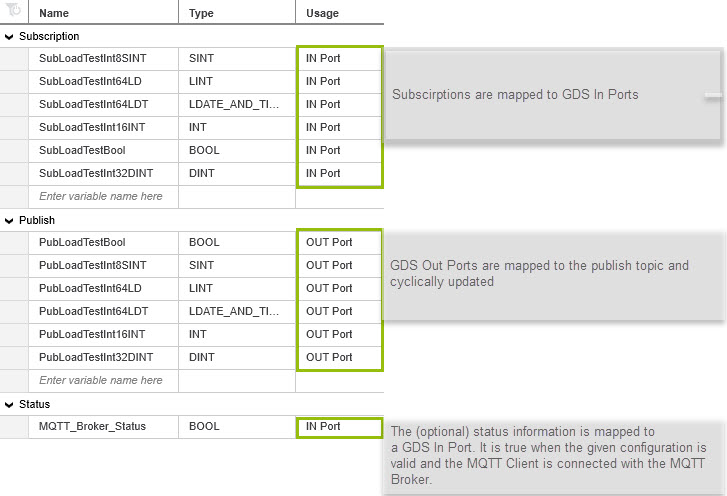 Name Type Usage
Subscription
SubLoadTestInt8SINT SINT IN Port
SubLoadTestInt64LD LINT IN Port
SubLoadTestInt64LDT LDATE_AND_TI... IN Port
SubLoadTestInt16INT INT IN Port
SubLoadTestBool BOOL IN Port
SubLoadTestInt32DINT DINT IN Port
Enter variable name here
Subscirptions are mapped to GDS In Ports
Publish
PubLoadTestBool BOOL OUT Port
PubLoadTestInt8SINT SINT OUT Port
PubLoadTestInt64LD LINT OUT Port
PubLoadTestInt64LDT LDATE_AND_TI... OUT Port
PubLoadTestInt16INT INT OUT Port
PubLoadTestInt32DINT DINT OUT Port
Enter variable name here
GDS Out Ports are mapped to the publish topic and
cyclically updated
Status
MQTT_Broker_Status BOOL IN Port
The (optional) status information is mapped to
a GDS In Port. It is true when the given configuration is
valid and the MQTT Client is connected with the MQTT
Broker.